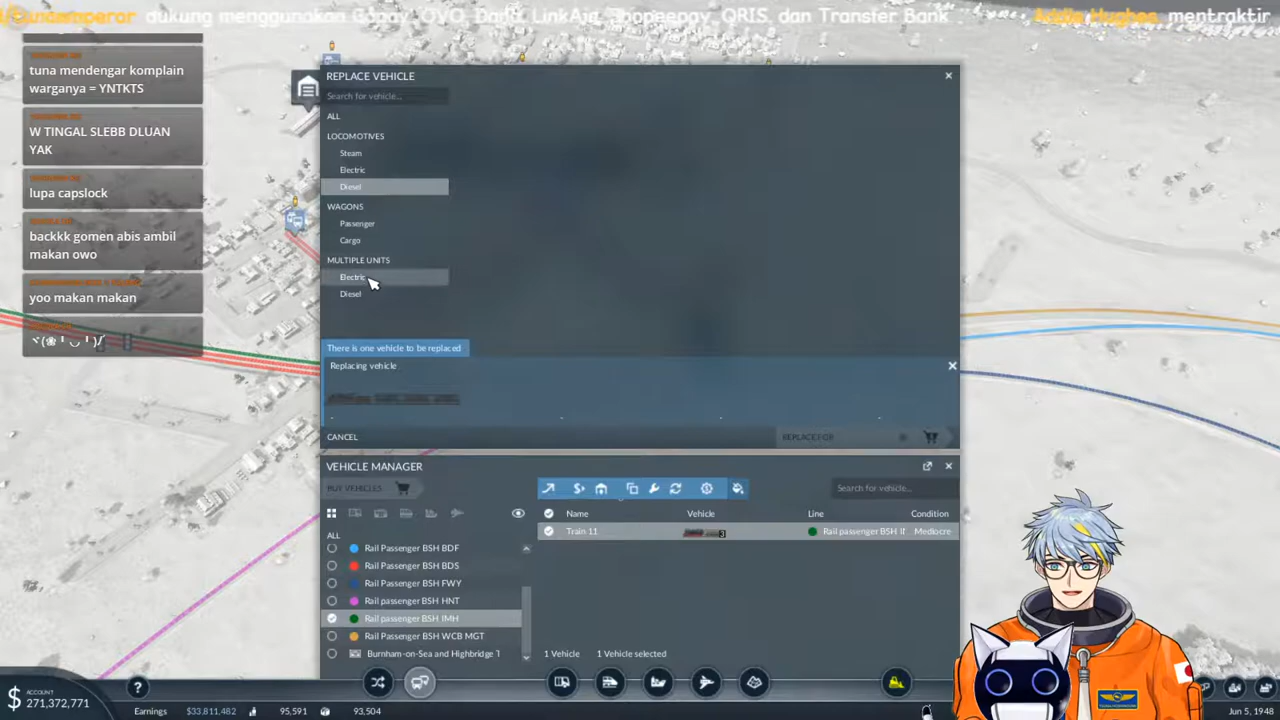 dukung menggunakan Gopay, OVO, Dana, LinkAja, Shopeepay, QRIS, dan Transfer Bank
Addie Hughes mentraktir
tuna mendengar komplain
warganya = YNTKTS
W TINGAL SLEBB DLUAN
YAK
lupa capslock
backkk gomen abis ambil
makan owo
yoo makan makan
REPLACE VEHICLE
Search for vehicle...
ALL
LOCOMOTIVES
Steam
Electric
Diesel
WAGONS
Passenger
Cargo
MULTIPLE UNITS
Electric
Diesel
There is one vehicle to be replaced
Replacing vehicle
CANCEL
REPLACE FOR
VEHICLE MANAGER
BUY VEHICLES
Search for vehicle...
ALL
Name Vehicle Line Condition
Train 11 3 Rail passenger BSH IM Mediocre
Rail Passenger BSH BDF
Rail Passenger BSH BDS
Rail Passenger BSH FWY
Rail passenger BSH HNT
Rail passenger BSH IMH
Rail Passenger BSH WCB MGT
Burnham-on-Sea and Highbridge T
1 Vehicle 1 Vehicle selected
$ ACCOUNT
271,372,771
?
Earnings $33,811,482 95,591 93,504
Jun 5, 1948